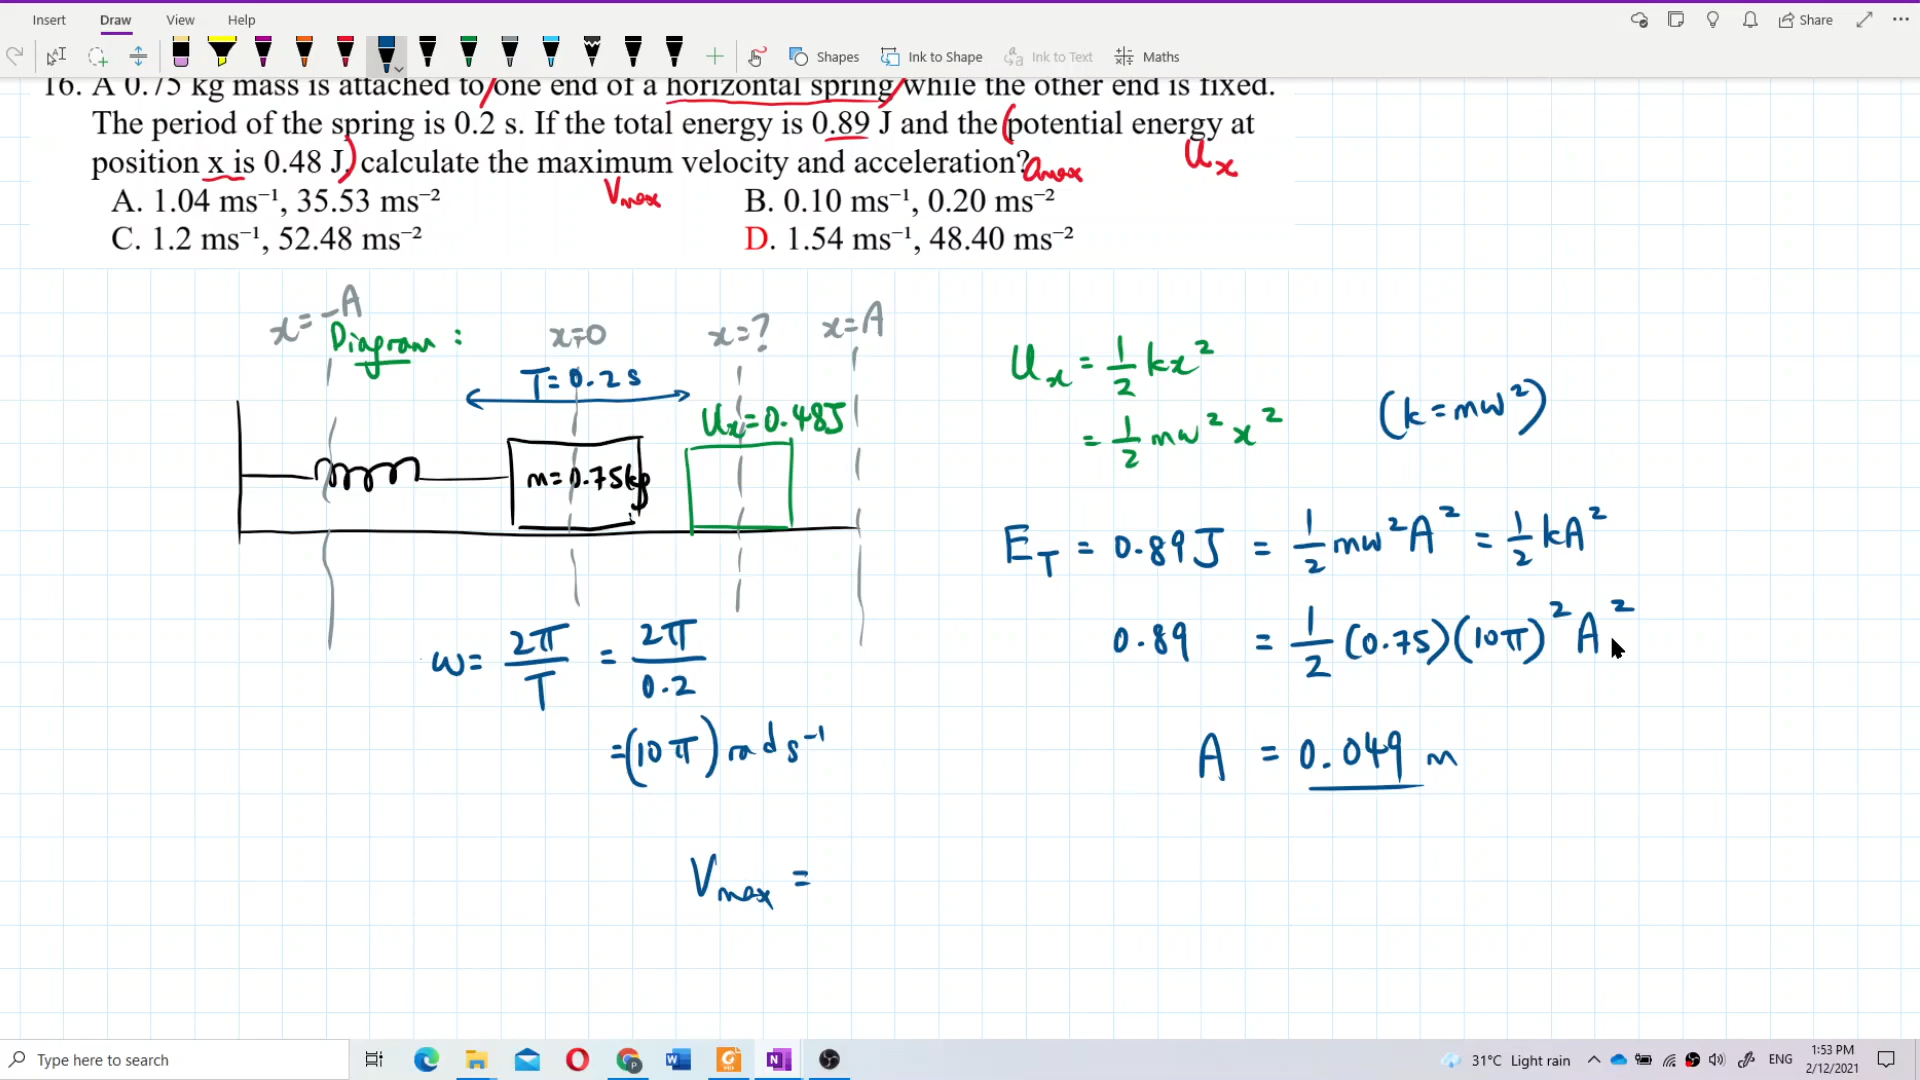 Insert Draw View Help
Share
Shapes Ink to Shape Ink to Text Maths
16. A 0.75 kg mass is attached to one end of a horizontal spring while the other end is fixed.
The period of the spring is 0.2 s. If the total energy is 0.89 J and the potential energy at
position x is 0.48 J, calculate the maximum velocity and acceleration?
amax
Ux
Vmax
A. 1.04 ms⁻¹, 35.53 ms⁻²
B. 0.10 ms⁻¹, 0.20 ms⁻²
C. 1.2 ms⁻¹, 52.48 ms⁻²
D. 1.54 ms⁻¹, 48.40 ms⁻²
x=-A
Diagram :
x=0
x=?
x=A
T=0.2s
Ux=0.48J
m=0.75kg
ω= 2π/T = 2π/0.2
=(10π) rad s⁻¹
Vmax =
Ux = 1/2 kx²
= 1/2 mω² x²
(k=mω²)
ET = 0.89J = 1/2 mω²A² = 1/2 kA²
0.89 = 1/2 (0.75)(10π)² A²
A = 0.049 m
Type here to search
31°C Light rain
ENG
1:53 PM
2/12/2021